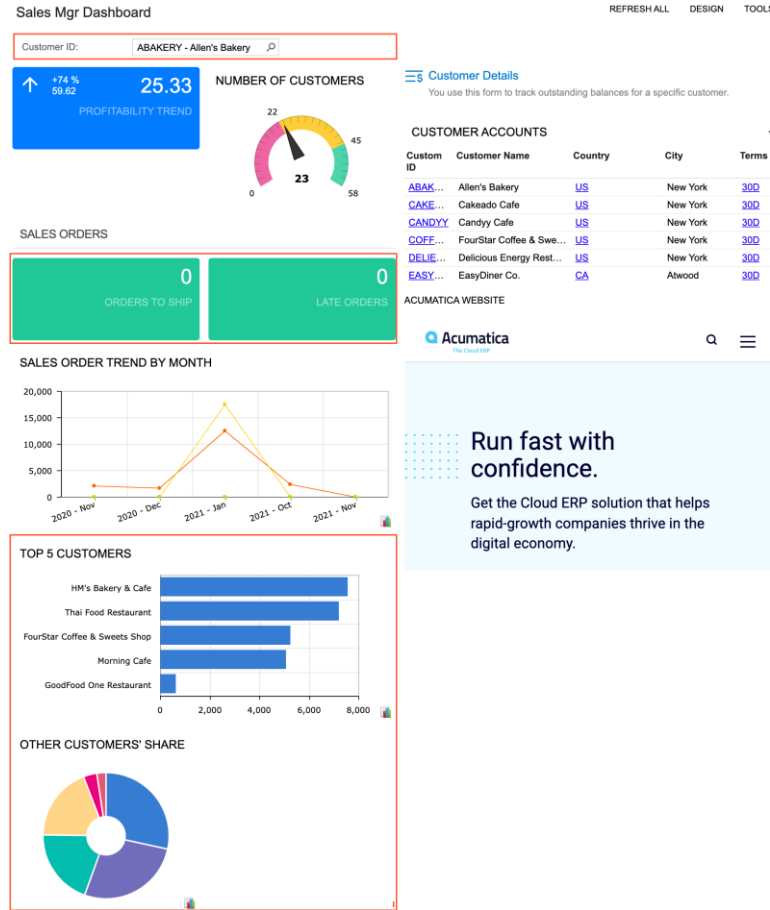 Sales Mgr Dashboard
REFRESH ALL DESIGN TOOLS
Customer ID: ABAKERY - Allen's Bakery
+74 %
59.62
25.33
PROFITABILITY TREND
NUMBER OF CUSTOMERS
22
45
23
0
58
Customer Details
You use this form to track outstanding balances for a specific customer.
CUSTOMER ACCOUNTS
Custom ID Customer Name Country City Terms
ABAK... Allen's Bakery US New York 30D
CAKE... Cakeado Cafe US New York 30D
CANDYY Candyy Cafe US New York 30D
COFF... FourStar Coffee & Swe... US New York 30D
DELIE... Delicious Energy Rest... US New York 30D
EASY... EasyDiner Co. CA Atwood 30D
SALES ORDERS
0
ORDERS TO SHIP
0
LATE ORDERS
ACUMATICA WEBSITE
Acumatica
The Cloud ERP
Run fast with
confidence.
Get the Cloud ERP solution that helps
rapid-growth companies thrive in the
digital economy.
SALES ORDER TREND BY MONTH
20,000
15,000
10,000
5,000
0
2020 - Nov 2020 - Dec 2021 - Jan 2021 - Oct 2021 - Nov
TOP 5 CUSTOMERS
HM's Bakery & Cafe
Thai Food Restaurant
FourStar Coffee & Sweets Shop
Morning Cafe
GoodFood One Restaurant
0 2,000 4,000 6,000 8,000
OTHER CUSTOMERS' SHARE